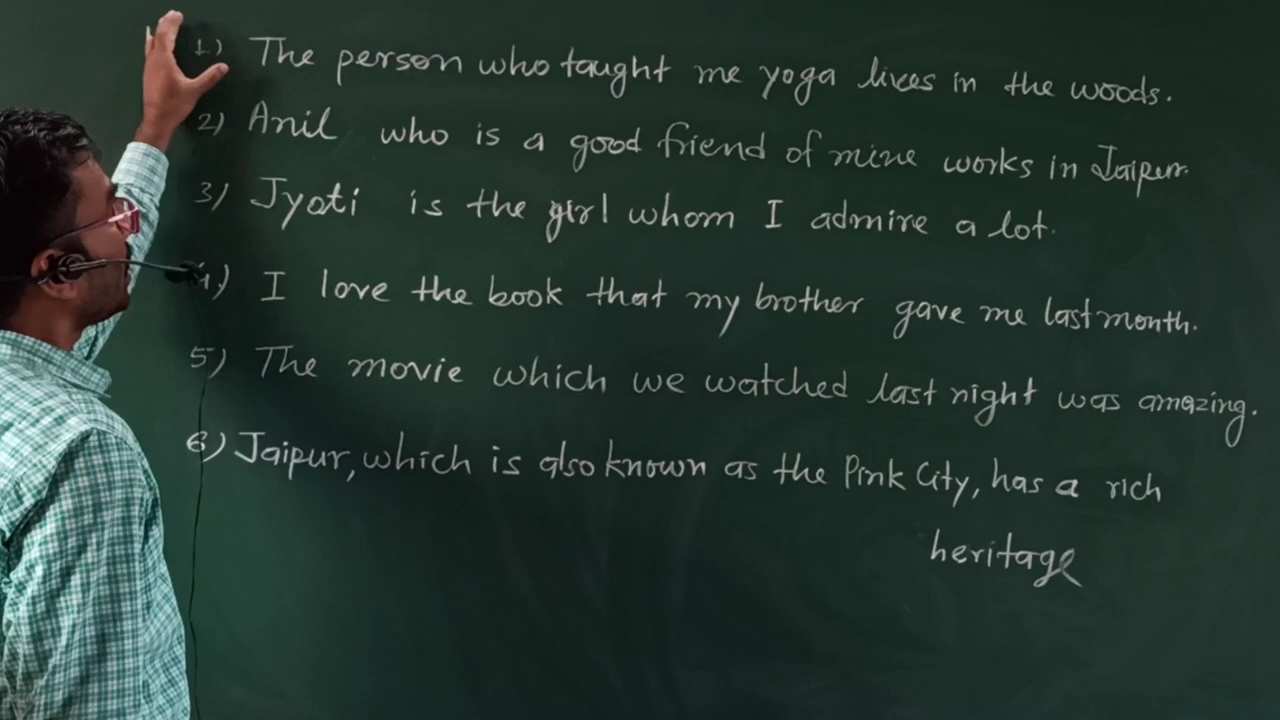 1) The person who taught me yoga lives in the woods.
2) Anil who is a good friend of mine works in Jaipur.
3) Jyoti is the girl whom I admire a lot.
4) I love the book that my brother gave me last month.
5) The movie which we watched last night was amazing.
6) Jaipur, which is also known as the Pink City, has a rich
heritage